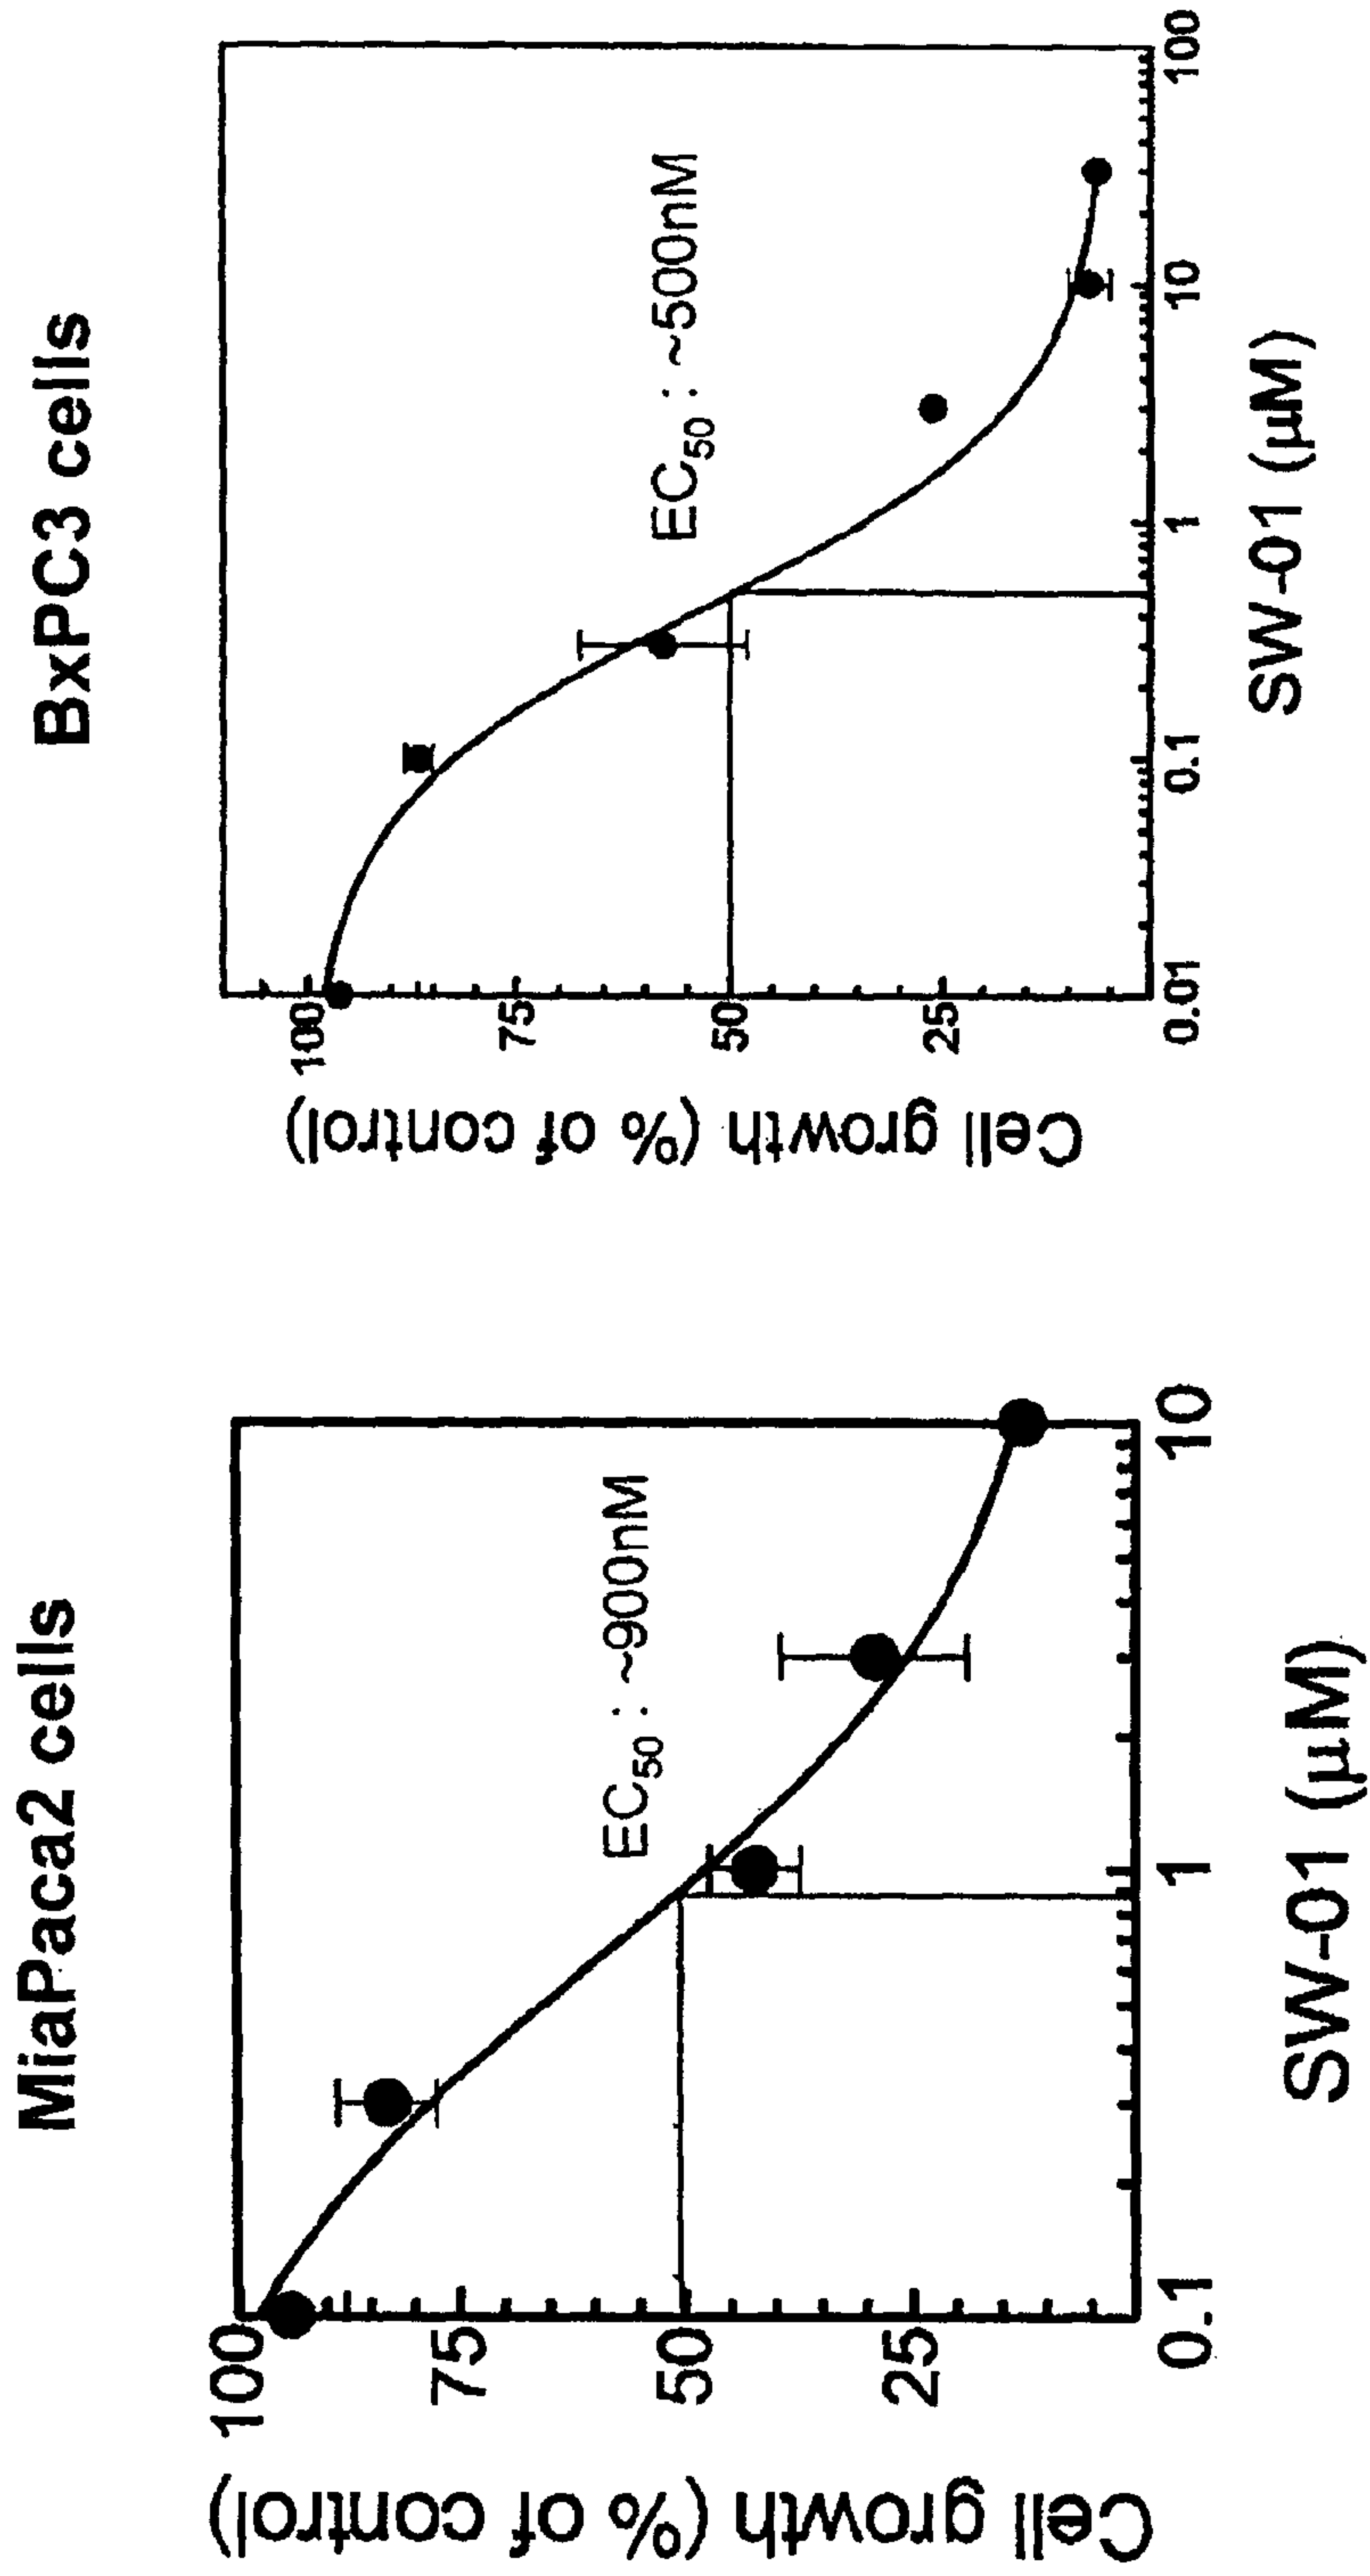 MiaPaca2 cells
Cell growth (% of control)
100
75
50
25
EC50 : ~900nM
0.1
1
10
SW-01 (μM)
BxPC3 cells
Cell growth (% of control)
100
75
50
25
EC50 : ~500nM
0.01
0.1
1
10
100
SW-01 (μM)